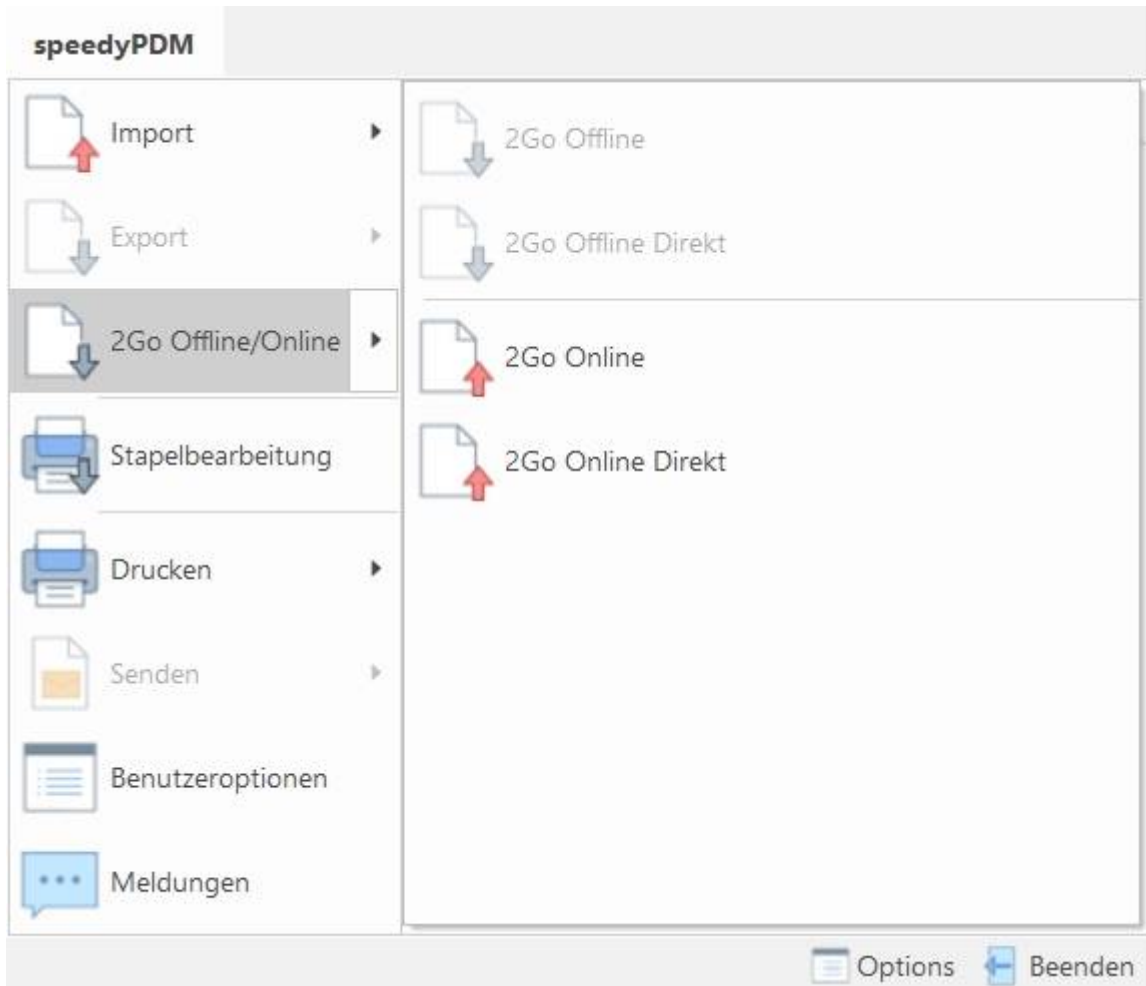 speedyPDM
Import
Export
2Go Offline/Online
Stapelbearbeitung
Drucken
Senden
Benutzeroptionen
Meldungen
2Go Offline
2Go Offline Direkt
2Go Online
2Go Online Direkt
Options
Beenden